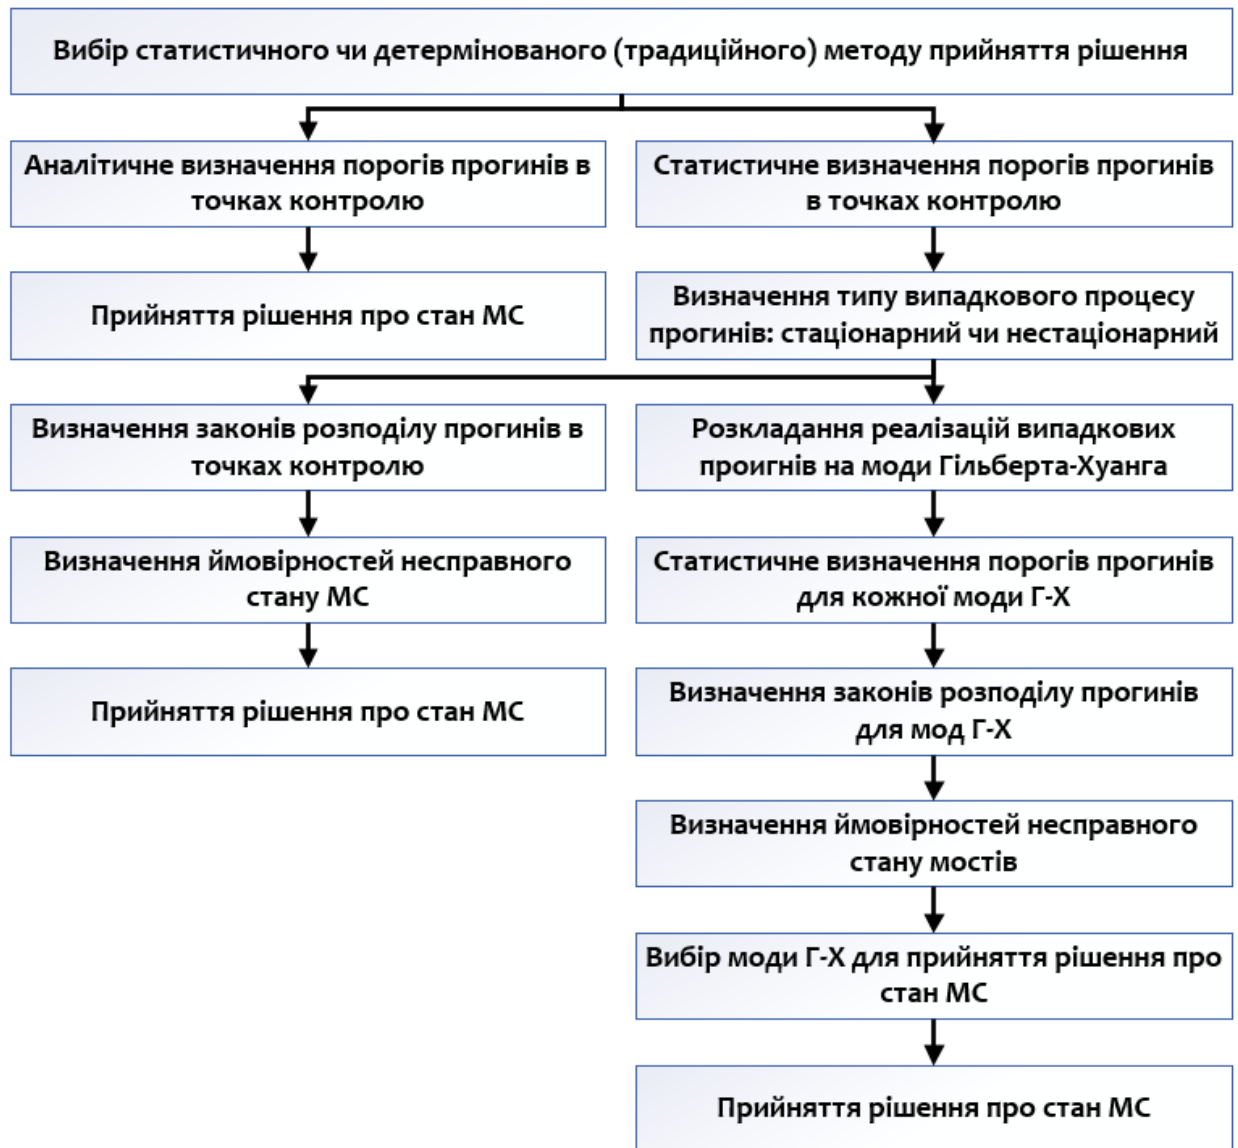 Вибір статистичного чи детермінованого (традиційного) методу прийняття рішення
Аналітичне визначення порогів прогинів в
точках контролю
Статистичне визначення порогів прогинів
в точках контролю
Прийняття рішення про стан МС
Визначення типу випадкового процесу
прогинів: стаціонарний чи нестаціонарний
Визначення законів розподілу прогинів в
точках контролю
Розкладання реалізацій випадкових
проигнів на моди Гільберта-Хуанга
Визначення ймовірностей несправного
стану МС
Статистичне визначення порогів прогинів
для кожної моди Г-Х
Прийняття рішення про стан МС
Визначення законів розподілу прогинів
для мод Г-Х
Визначення ймовірностей несправного
стану мостів
Вибір моди Г-Х для прийняття рішення про
стан МС
Прийняття рішення про стан МС